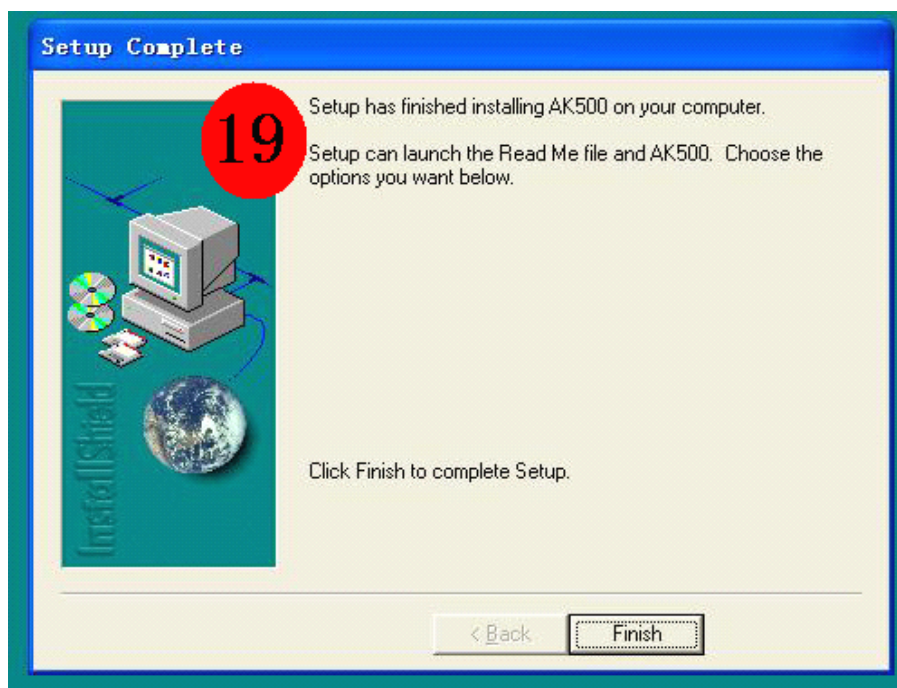 Setup Complete
19
Setup has finished installing AK500 on your computer.
Setup can launch the Read Me file and AK500.  Choose the
options you want below.
InstallShield
Click Finish to complete Setup.
< Back
Finish